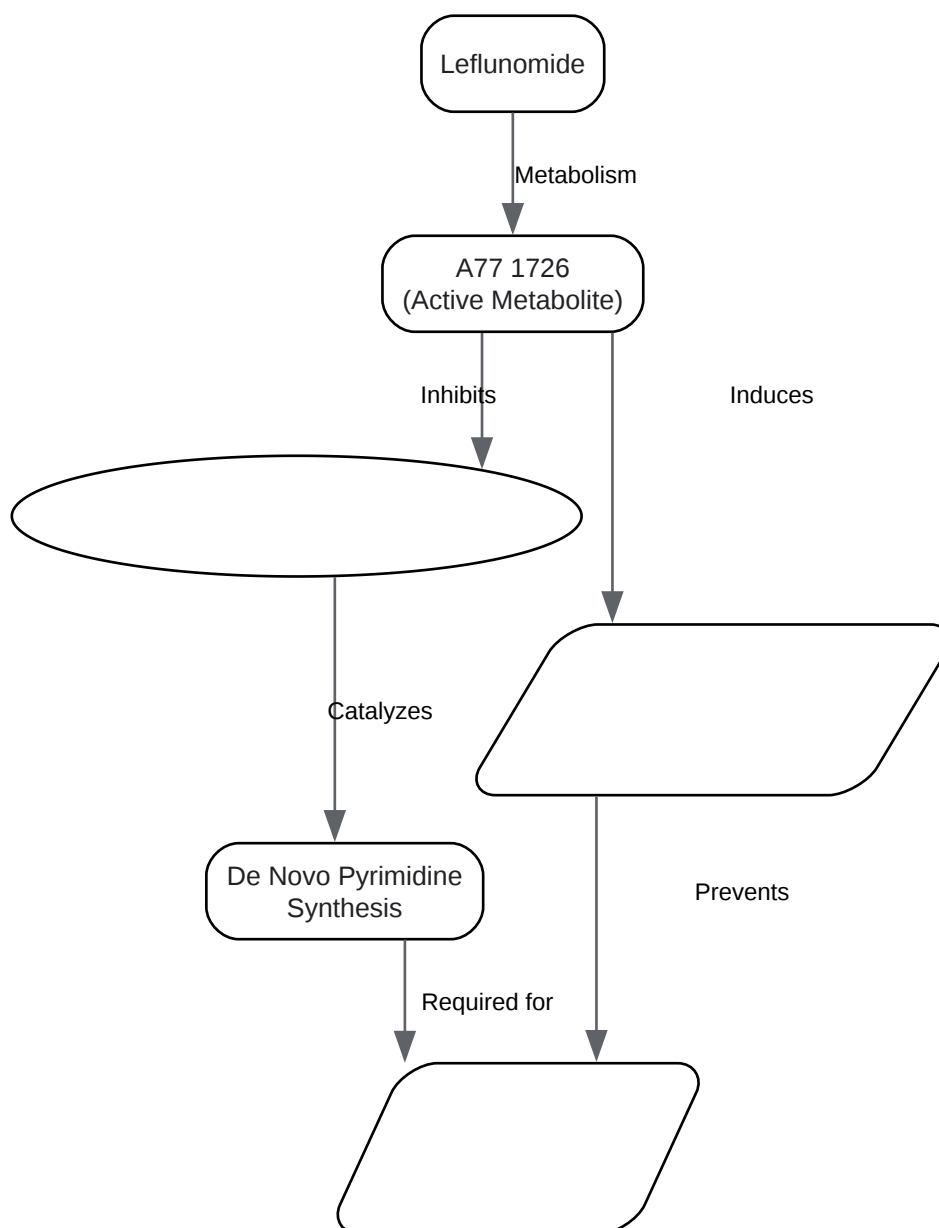 Leflunomide
Metabolism
A77 1726
(Active Metabolite)
Inhibits
Induces
Catalyzes
De Novo Pyrimidine
Synthesis
Prevents
Required for